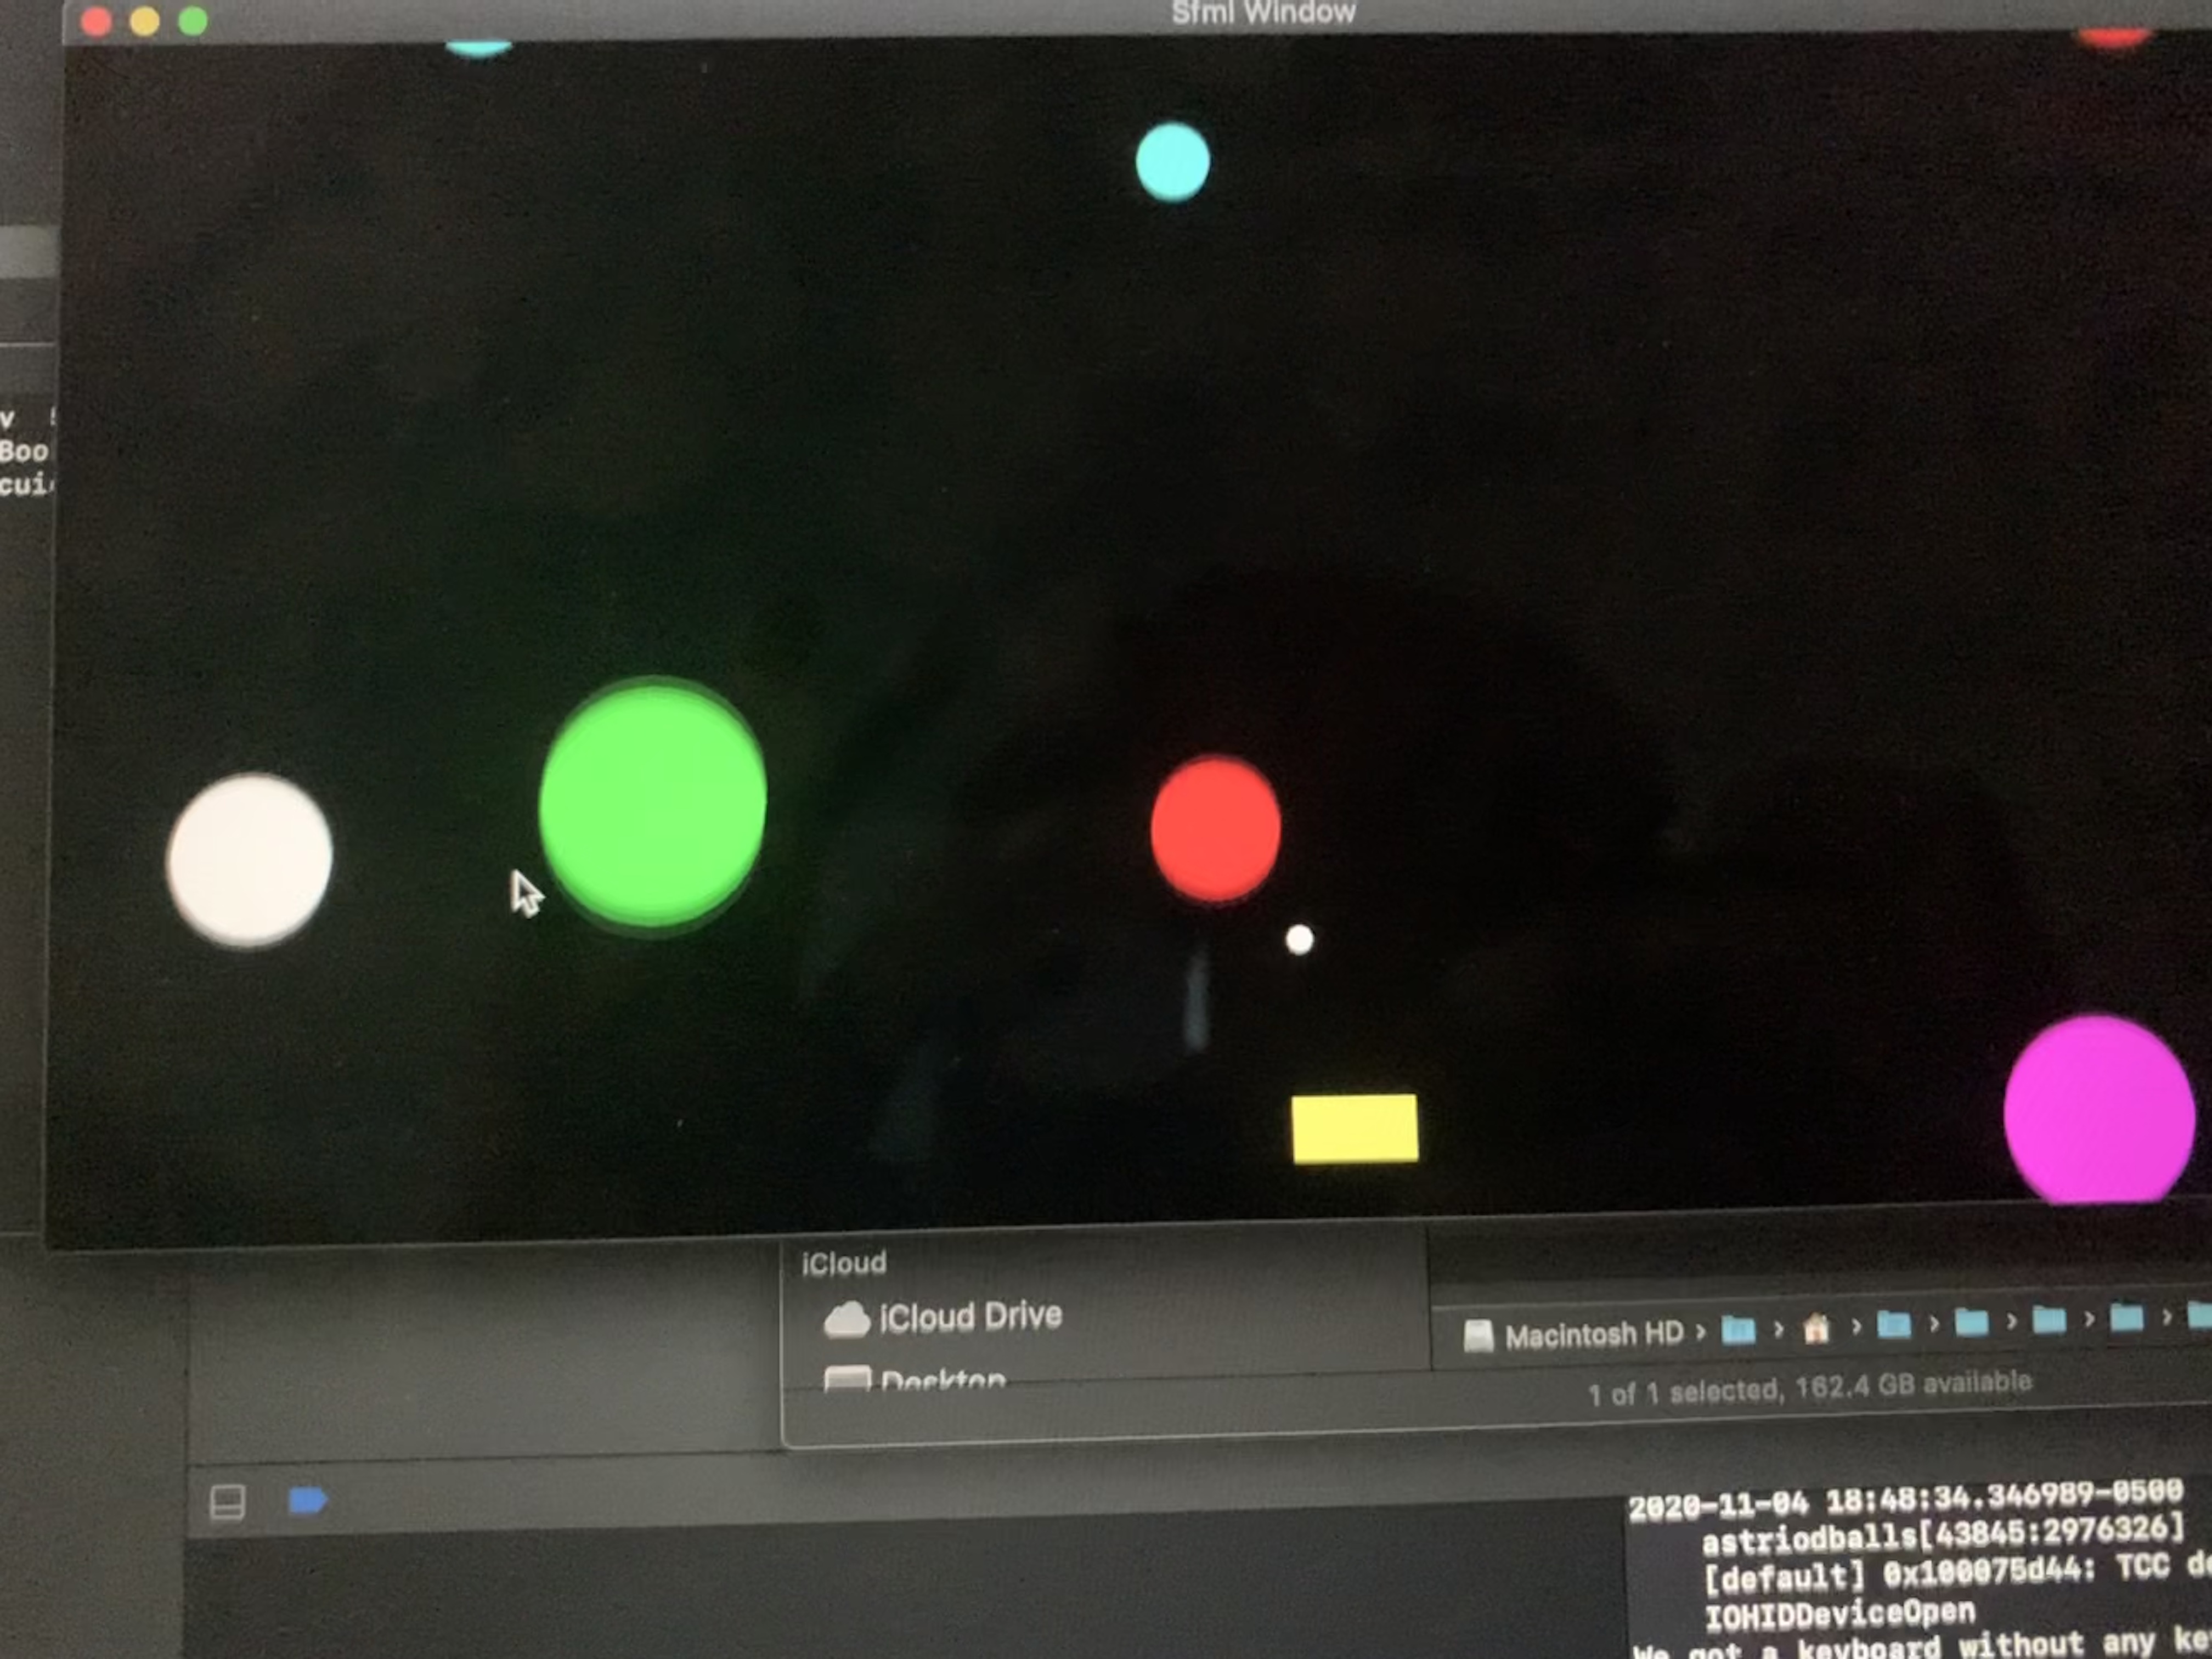 Sfml Window
v
Boo
cui
iCloud
iCloud Drive
Desktop
Macintosh HD
1 of 1 selected, 162.4 GB available
2020-11-04 18:48:34.346989-0500
astriodballs[43845:2976326]
[default] 0x100075d44: TCC de
IOHIDDeviceOpen
We got a keyboard without any ke